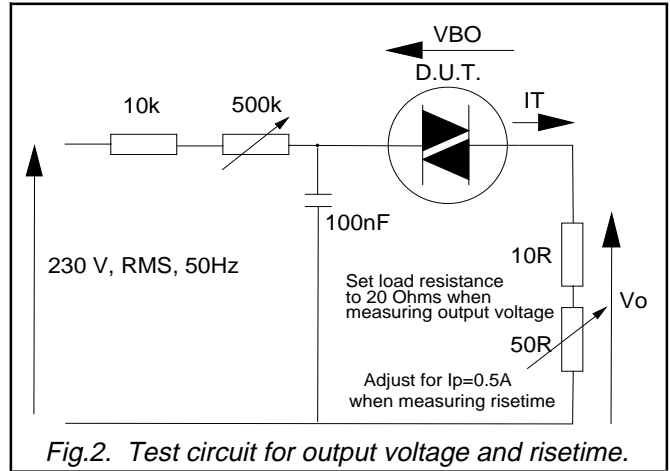 VBO
D.U.T.
IT
10k
500k
100nF
230 V, RMS, 50Hz
10R
Set load resistance
to 20 Ohms when
measuring output voltage
Vo
50R
Adjust for Ip=0.5A
when measuring risetime
Fig.2. Test circuit for output voltage and risetime.